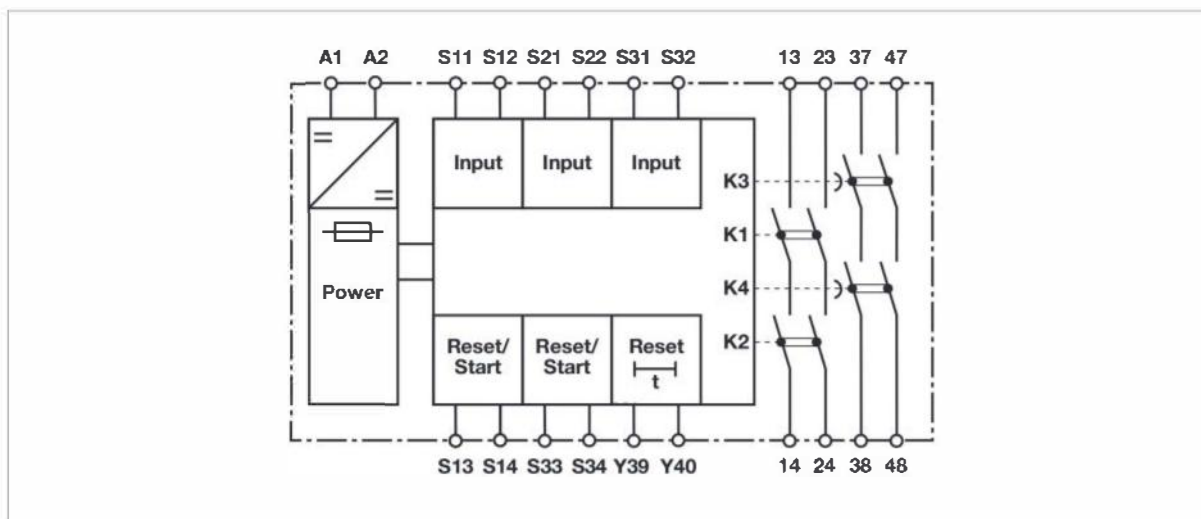 A1 A2 S11 S12 S21 S22 S31 S32 13 23 37 47
Input Input Input
K3
K1
K4
Power
K2
Reset/ Reset/ Reset
Start Start t
S13 S14 S33 S34 Y39 Y40 14 24 38 48